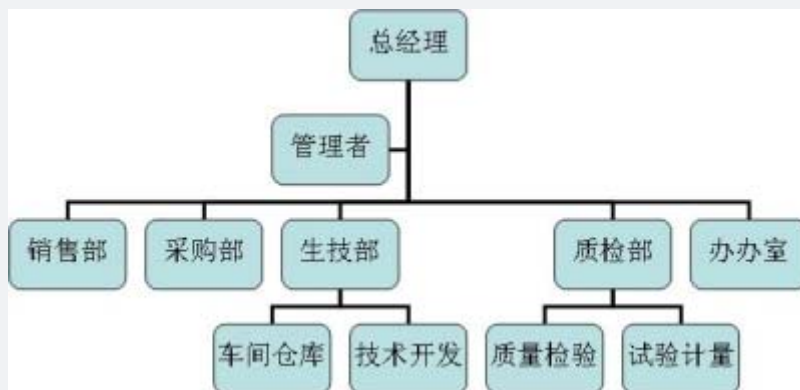 总经理
管理者
销售部
采购部
生技部
质检部
办办室
车间仓库
技术开发
质量检验
试验计量